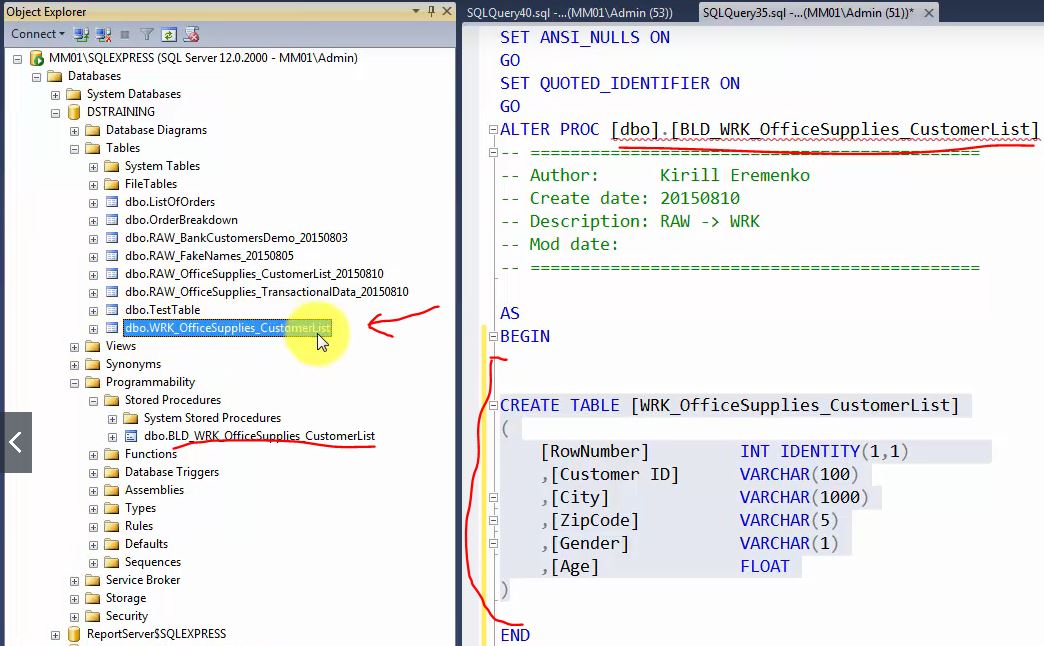 Object Explorer
Connect
MM01\SQLEXPRESS (SQL Server 12.0.2000 - MM01\Admin)
Databases
System Databases
DSTRAINING
Database Diagrams
Tables
System Tables
FileTables
dbo.ListOfOrders
dbo.OrderBreakdown
dbo.RAW_BankCustomersDemo_20150803
dbo.RAW_FakeNames_20150805
dbo.RAW_OfficeSupplies_CustomerList_20150810
dbo.RAW_OfficeSupplies_TransactionalData_20150810
dbo.TestTable
dbo.WRK_OfficeSupplies_CustomerList
Views
Synonyms
Programmability
Stored Procedures
System Stored Procedures
dbo.BLD_WRK_OfficeSupplies_CustomerList
Functions
Database Triggers
Assemblies
Types
Rules
Defaults
Sequences
Service Broker
Storage
Security
ReportServer$SQLEXPRESS
SQLQuery40.sql -...(MM01\Admin (53))
SQLQuery35.sql -...(MM01\Admin (51))*
SET ANSI_NULLS ON
GO
SET QUOTED_IDENTIFIER ON
GO
ALTER PROC [dbo].[BLD_WRK_OfficeSupplies_CustomerList]
-- =============================================
-- Author: Kirill Eremenko
-- Create date: 20150810
-- Description: RAW -> WRK
-- Mod date:
-- =============================================
AS
BEGIN
CREATE TABLE [WRK_OfficeSupplies_CustomerList]
(
[RowNumber] INT IDENTITY(1,1)
,[Customer ID] VARCHAR(100)
,[City] VARCHAR(1000)
,[ZipCode] VARCHAR(5)
,[Gender] VARCHAR(1)
,[Age] FLOAT
)
END